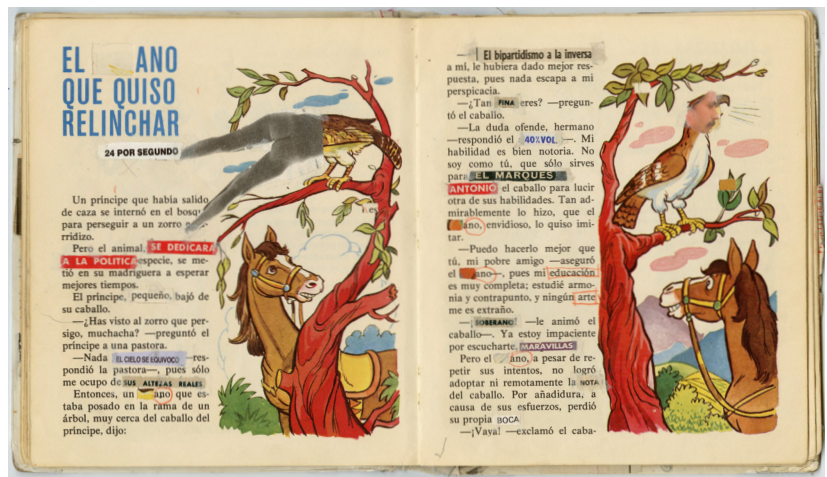 EL ANO
QUE QUISO
RELINCHAR
24 POR SEGUNDO
Un príncipe que había salido
de caza se internó en el bosqu
para perseguir a un zorro
rridizo.
Pero el animal, SE DEDICARA
A LA POLITICA especie, se me-
tió en su madriguera a esperar
mejores tiempos.
El príncipe, pequeño, bajó de
su caballo.
—¿Has visto al zorro que per-
sigo, muchacha? —preguntó el
príncipe a una pastora.
—Nada EL CIELO SE EQUIVOCO —res-
pondió la pastora—, pues sólo
me ocupo de SUS ALTEZAS REALES
Entonces, un ano que es-
taba posado en la rama de un
árbol, muy cerca del caballo del
príncipe, dijo:
El bipartidismo a la inversa
a mí, le hubiera dado mejor res-
puesta, pues nada escapa a mi
perspicacia.
—¿Tan FINA eres? —pregun-
tó el caballo.
—La duda ofende, hermano
—respondió el 40%VOL. —. Mi
habilidad es bien notoria. No
soy como tú, que sólo sirves
para EL MARQUES
ANTONIO el caballo para lucir
otra de sus habilidades. Tan ad-
mirablemente lo hizo, que el
ano, envidioso, lo quiso imi-
tar.
—Puedo hacerlo mejor que
tú, mi pobre amigo —aseguró
el ano—, pues mi educación
es muy completa; estudié armo-
nía y contrapunto, y ningún arte
me es extraño.
—SOBERANO —le animó el
caballo—. Ya estoy impaciente
por escucharte, MARAVILLAS
Pero el ano, a pesar de re-
petir sus intentos, no logró
adoptar ni remotamente la NOTA
del caballo. Por añadidura, a
causa de sus esfuerzos, perdió
su propia BOCA
—¡Vaya! —exclamó el caba-